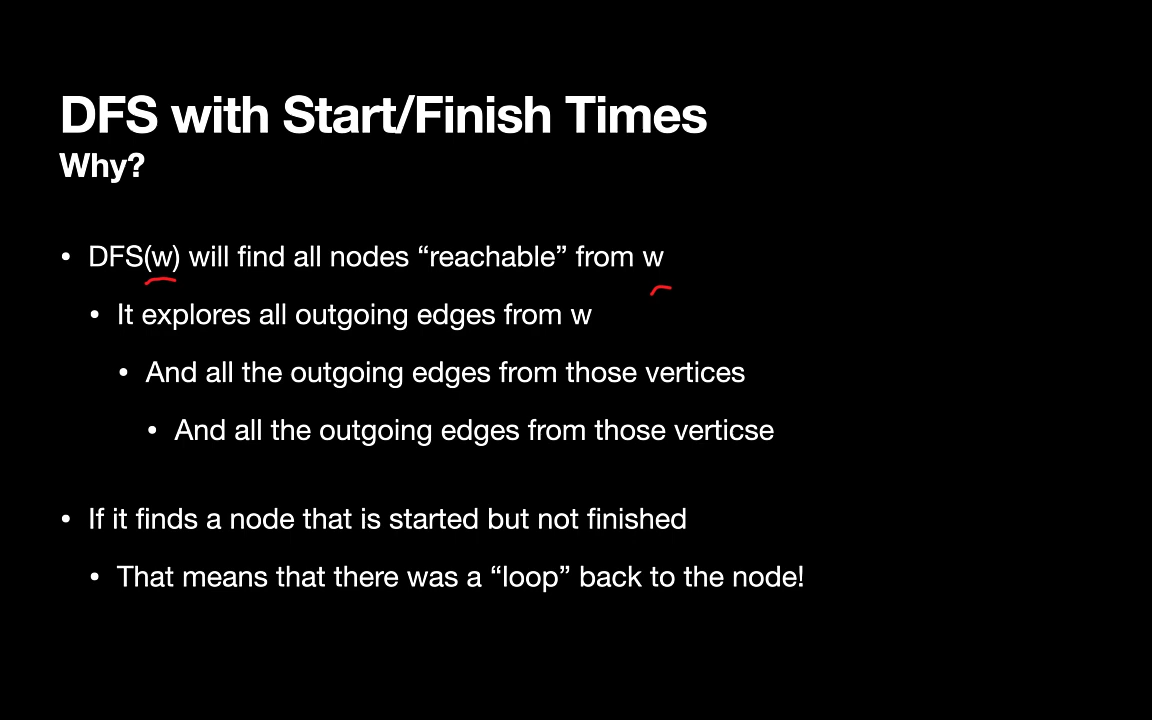 DFS with Start/Finish Times
Why?
• DFS(w) will find all nodes “reachable” from w
• It explores all outgoing edges from w
• And all the outgoing edges from those vertices
• And all the outgoing edges from those verticse
• If it finds a node that is started but not finished
• That means that there was a “loop” back to the node!